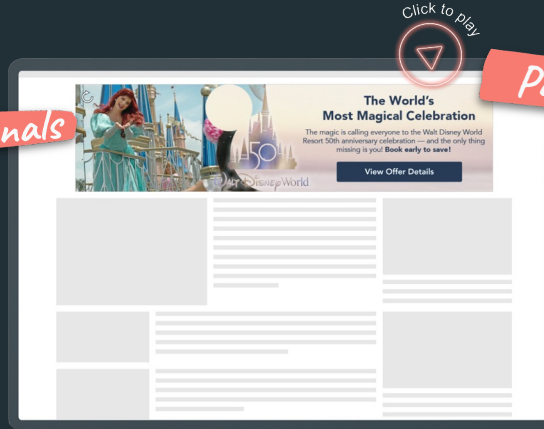 Click to play
nals
P
The World's
Most Magical Celebration
The magic is calling everyone to the Walt Disney World
Resort 50th anniversary celebration — and the only thing
missing is you! Book early to save!
View Offer Details
50
Walt Disney World